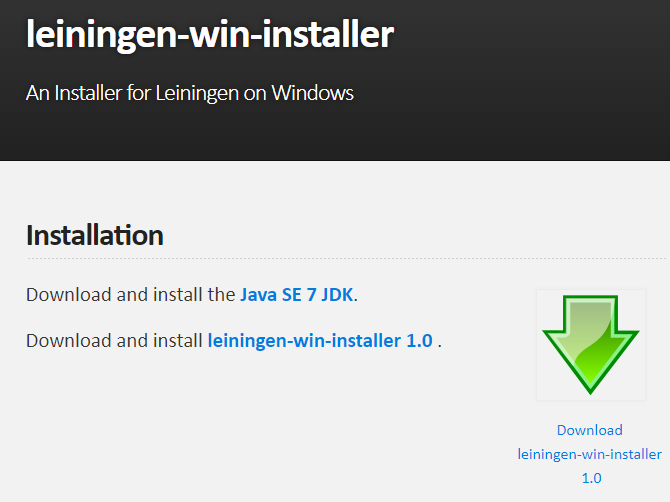 leiningen-win-installer
An Installer for Leiningen on Windows
Installation
Download and install the Java SE 7 JDK.
Download and install leiningen-win-installer 1.0 .
Download
leiningen-win-installer
1.0